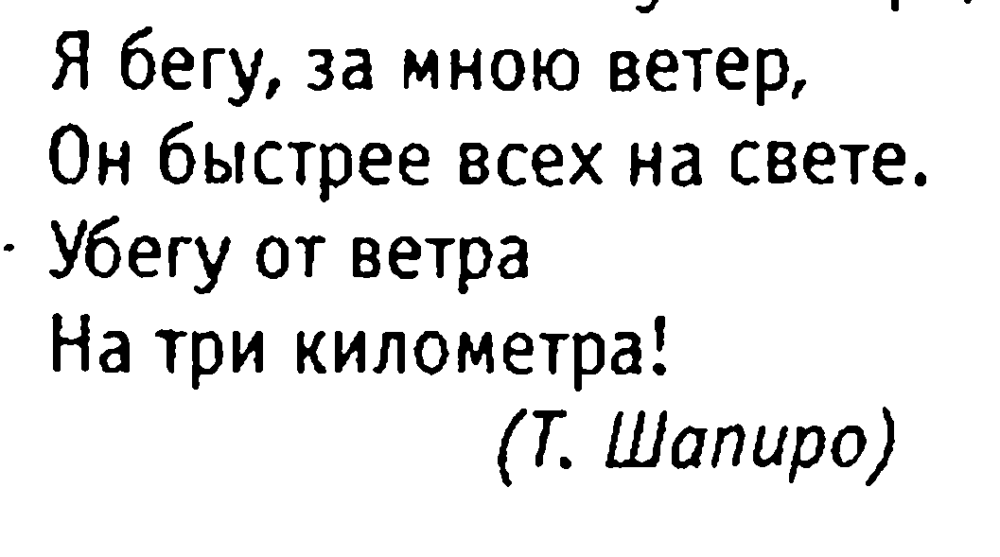 Я бегу, за мною ветер,
Он быстрее всех на свете.
Убегу от ветра
На три километра!
(Т. Шапиро)